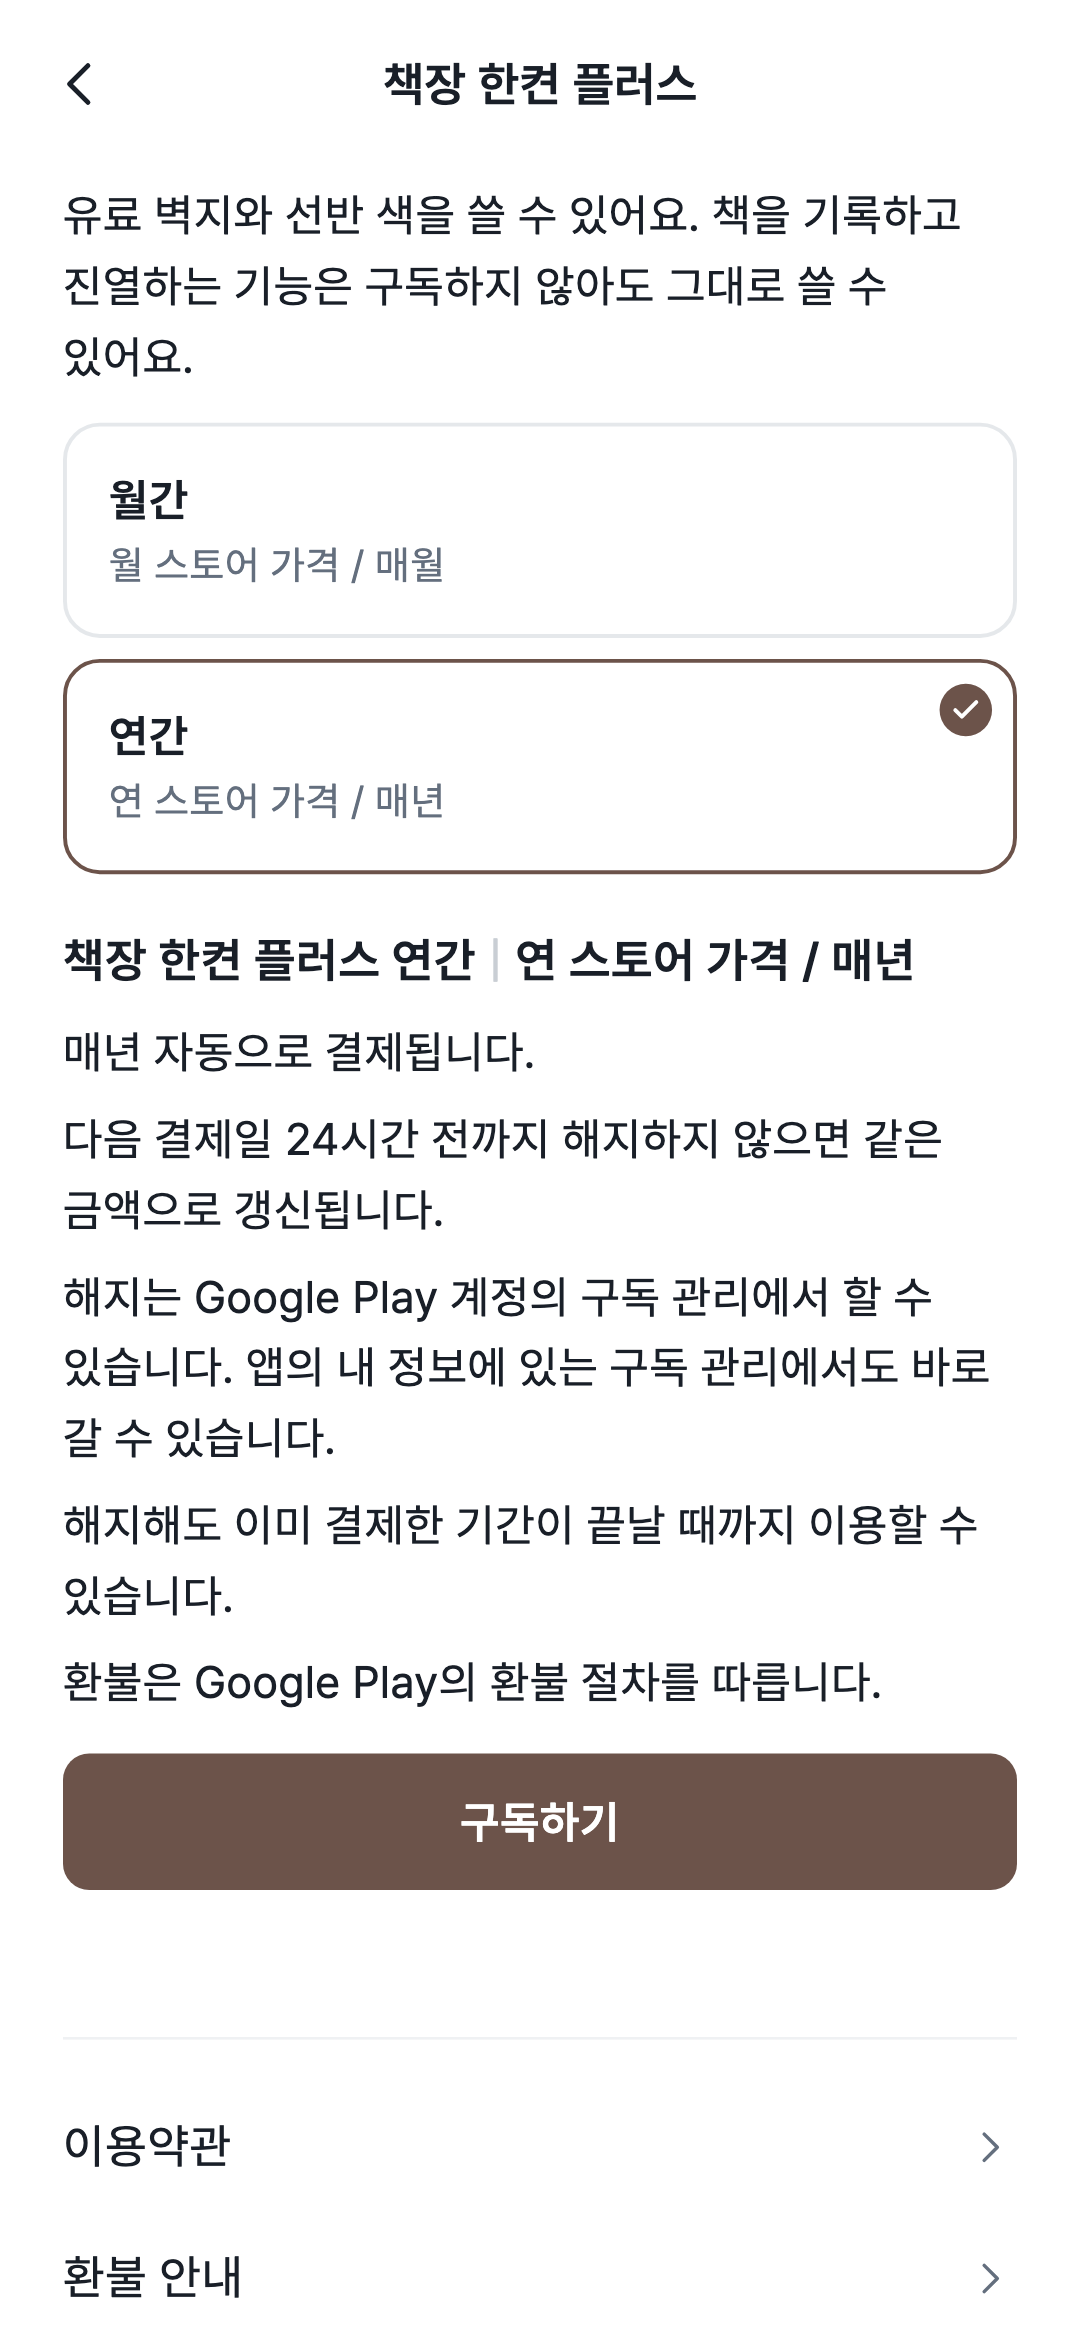 책장 한켠 플러스
유료 벽지와 선반 색을 쓸 수 있어요. 책을 기록하고
진열하는 기능은 구독하지 않아도 그대로 쓸 수
있어요.
월간
월 스토어 가격 / 매월
연간
연 스토어 가격 / 매년
책장 한켠 플러스 연간 | 연 스토어 가격 / 매년
매년 자동으로 결제됩니다.
다음 결제일 24시간 전까지 해지하지 않으면 같은
금액으로 갱신됩니다.
해지는 Google Play 계정의 구독 관리에서 할 수
있습니다. 앱의 내 정보에 있는 구독 관리에서도 바로
갈 수 있습니다.
해지해도 이미 결제한 기간이 끝날 때까지 이용할 수
있습니다.
환불은 Google Play의 환불 절차를 따릅니다.
구독하기
이용약관
환불 안내